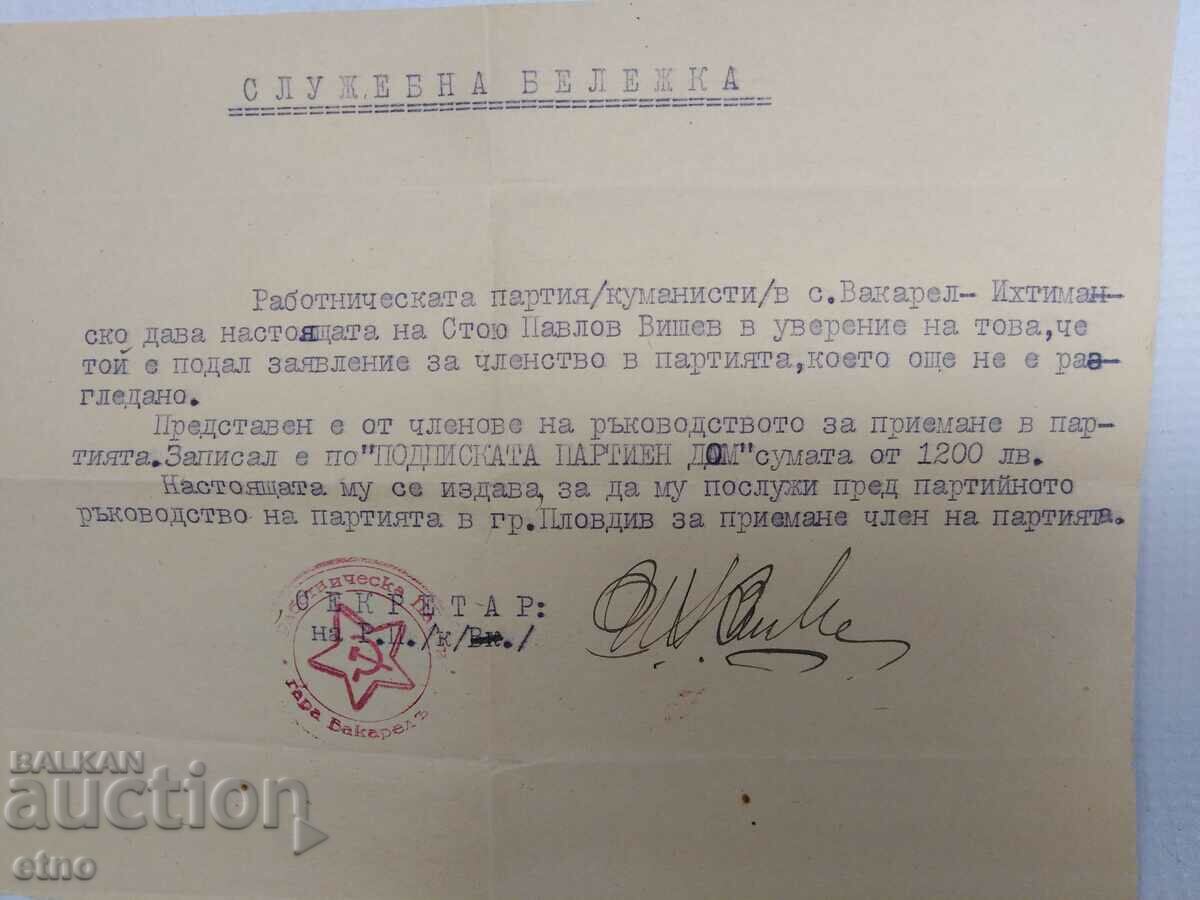 СЛУЖЕБНА БЕЛЕЖКА
Работническата партия/куманисти/в с.Вакарел- Ихтиман-
ско дава настоящата на Стою Павлов Вишев в уверение на това,че
той е подал заявление за членство в партията,което още не е раз-
гледано.
Представен е от членове на ръководството за приемане в пар-
тията.Записал е по"ПОДПИСКАТА ПАРТИЕН ДОМ"сумата от 1200 лв.
Настоящата му се издава за да му послужи пред партийното
ръководство на партията в гр.Пловдив за приемане член на партията.
СЕКРЕТАР:
на Р.П./к/Вк./
Работническа
Гара Вакарелъ
BALKAN
auction
etno